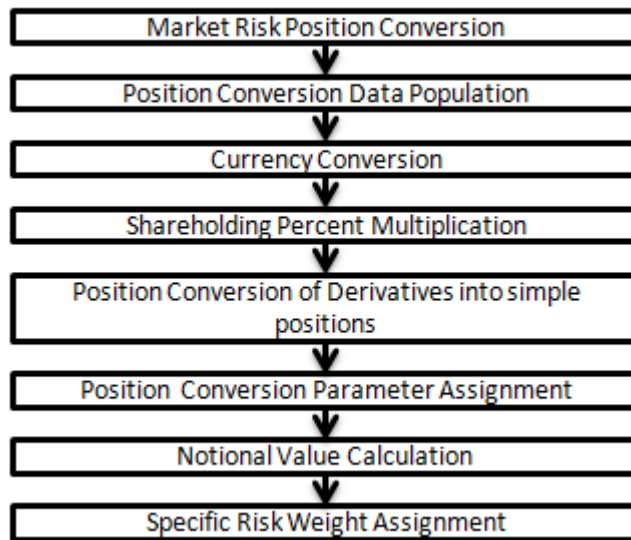 Market Risk Position Conversion
Position Conversion Data Population
Currency Conversion
Shareholding Percent Multiplication
Position Conversion of Derivatives into simple
positions
Position Conversion Parameter Assignment
Notional Value Calculation
Specific Risk Weight Assignment